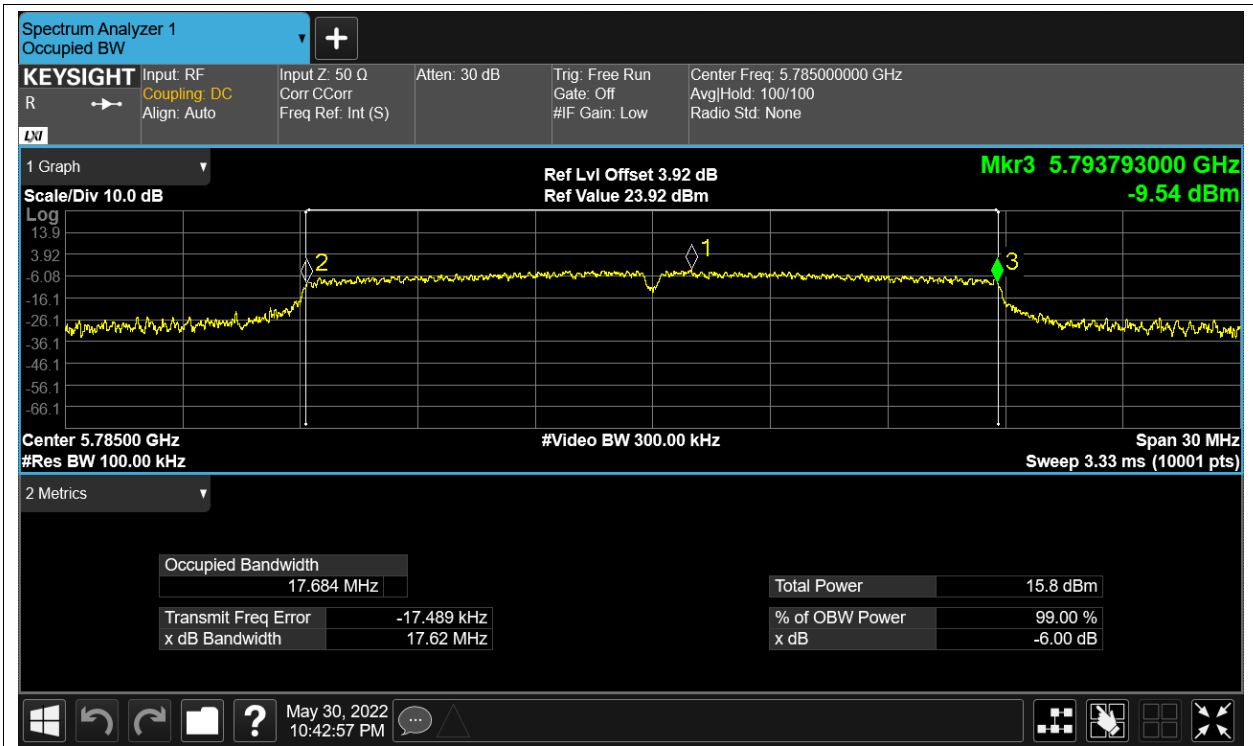 Spectrum Analyzer 1
Occupied BW
KEYSIGHT
R
LXI
Input: RF
Coupling: DC
Align: Auto
Input Z: 50 Ω
Corr CCorr
Freq Ref: Int (S)
Atten: 30 dB
Trig: Free Run
Gate: Off
#IF Gain: Low
Center Freq: 5.785000000 GHz
Avg|Hold: 100/100
Radio Std: None
1 Graph
Scale/Div 10.0 dB
Ref Lvl Offset 3.92 dB
Ref Value 23.92 dBm
Mkr3 5.793793000 GHz
-9.54 dBm
Log
13.9
3.92
-6.08
-16.1
-26.1
-36.1
-46.1
-56.1
-66.1
2
1
3
Center 5.78500 GHz
#Video BW 300.00 kHz
Span 30 MHz
#Res BW 100.00 kHz
Sweep 3.33 ms (10001 pts)
2 Metrics
Occupied Bandwidth
17.684 MHz
Transmit Freq Error -17.489 kHz
x dB Bandwidth 17.62 MHz
Total Power 15.8 dBm
% of OBW Power 99.00 %
x dB -6.00 dB
?
May 30, 2022
10:42:57 PM